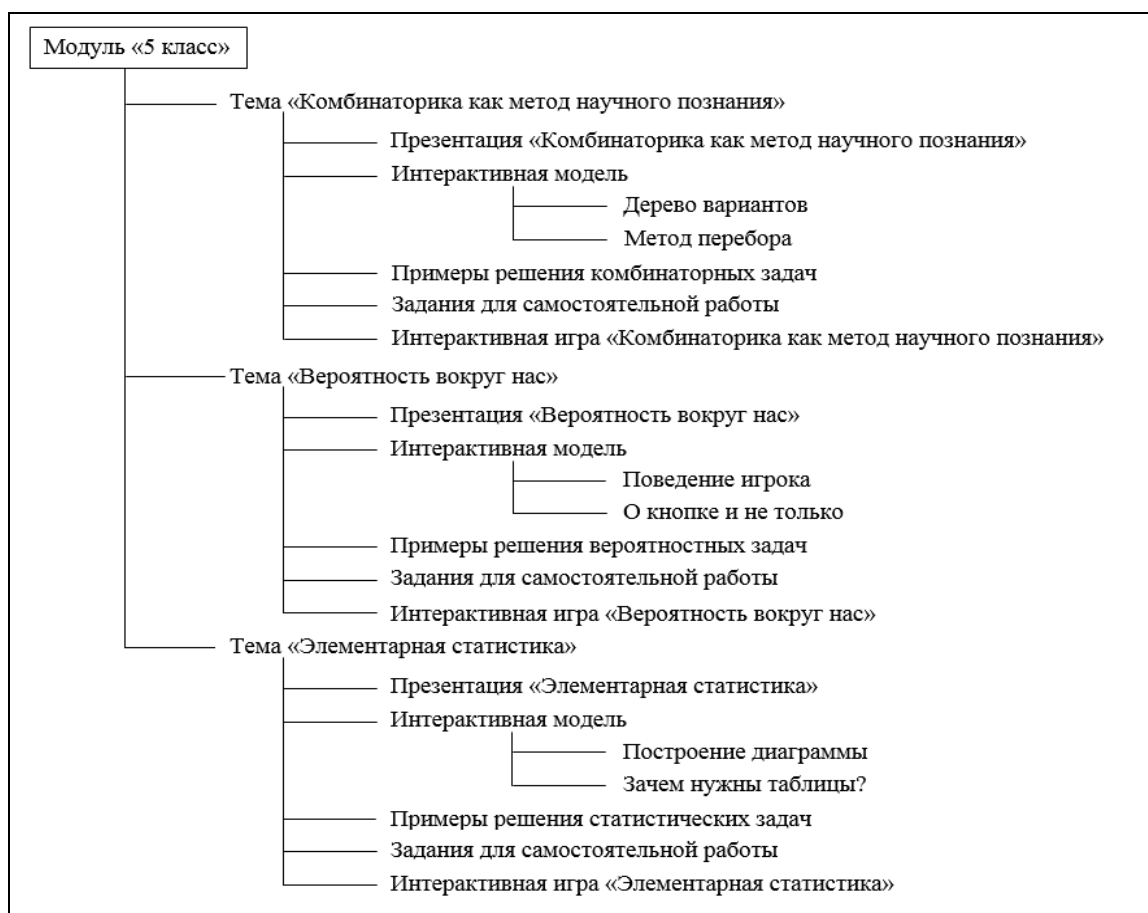 Модуль «5 класс»
Тема «Комбинаторика как метод научного познания»
Презентация «Комбинаторика как метод научного познания»
Интерактивная модель
Дерево вариантов
Метод перебора
Примеры решения комбинаторных задач
Задания для самостоятельной работы
Интерактивная игра «Комбинаторика как метод научного познания»
Тема «Вероятность вокруг нас»
Презентация «Вероятность вокруг нас»
Интерактивная модель
Поведение игрока
О кнопке и не только
Примеры решения вероятностных задач
Задания для самостоятельной работы
Интерактивная игра «Вероятность вокруг нас»
Тема «Элементарная статистика»
Презентация «Элементарная статистика»
Интерактивная модель
Построение диаграммы
Зачем нужны таблицы?
Примеры решения статистических задач
Задания для самостоятельной работы
Интерактивная игра «Элементарная статистика»